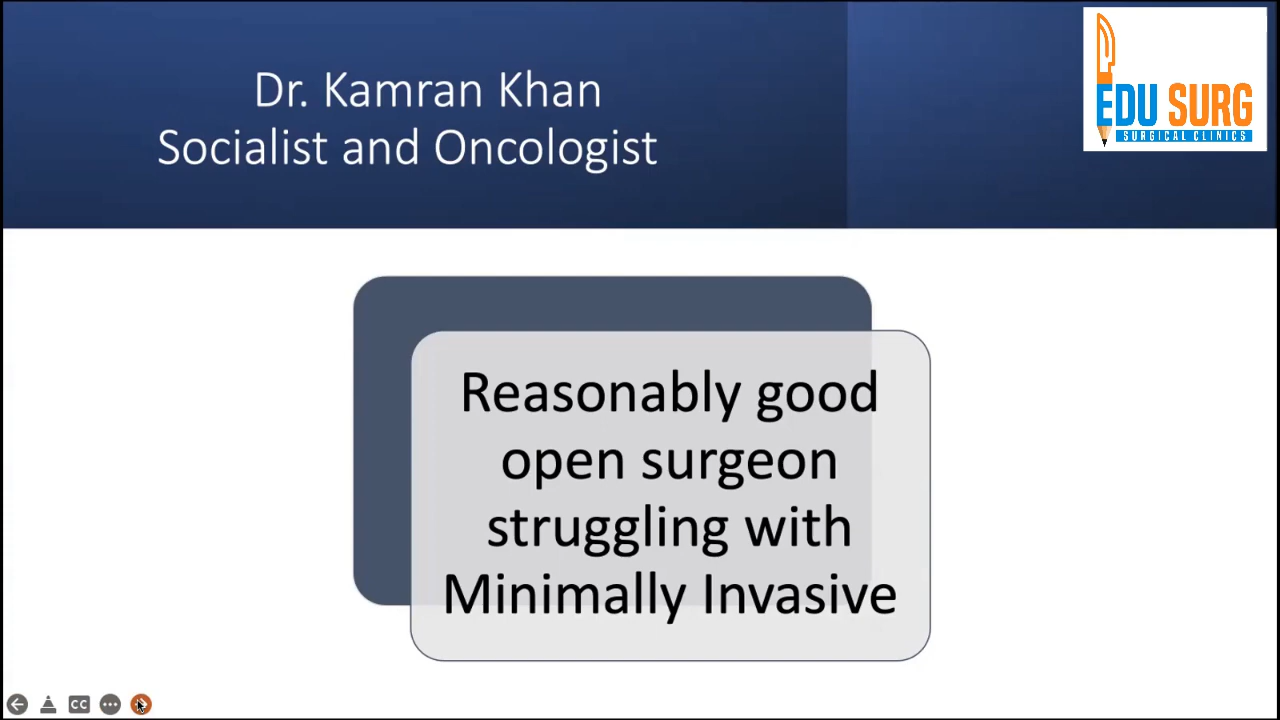 Dr. Kamran Khan
Socialist and Oncologist
EDU SURG
SURGICAL CLINICS
Reasonably good
open surgeon
struggling with
Minimally Invasive
CC